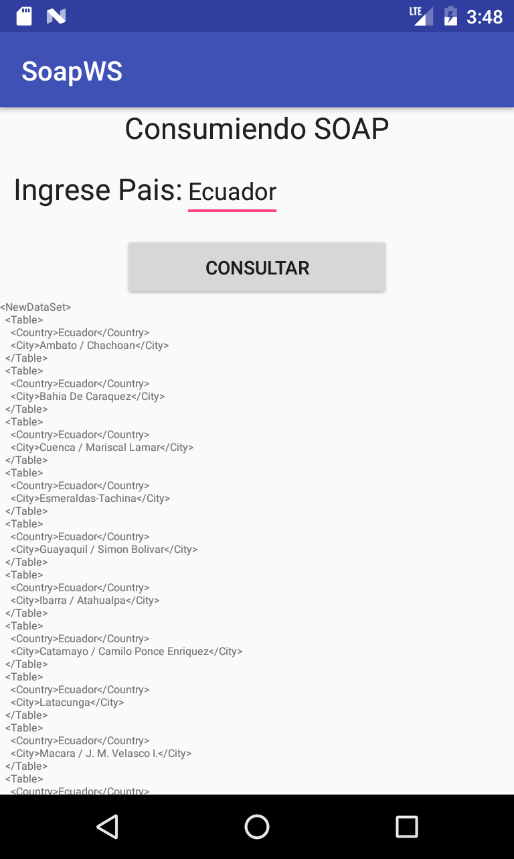 LTE 3:48
SoapWS
Consumiendo SOAP
Ingrese Pais: Ecuador
CONSULTAR
<NewDataSet>
<Table>
<Country>Ecuador</Country>
<City>Ambato / Chachoan</City>
</Table>
<Table>
<Country>Ecuador</Country>
<City>Bahia De Caraquez</City>
</Table>
<Table>
<Country>Ecuador</Country>
<City>Cuenca / Mariscal Lamar</City>
</Table>
<Table>
<Country>Ecuador</Country>
<City>Esmeraldas-Tachina</City>
</Table>
<Table>
<Country>Ecuador</Country>
<City>Guayaquil / Simon Bolivar</City>
</Table>
<Table>
<Country>Ecuador</Country>
<City>Ibarra / Atahualpa</City>
</Table>
<Table>
<Country>Ecuador</Country>
<City>Catamayo / Camilo Ponce Enriquez</City>
</Table>
<Table>
<Country>Ecuador</Country>
<City>Latacunga</City>
</Table>
<Table>
<Country>Ecuador</Country>
<City>Macara / J. M. Velasco I.</City>
</Table>
<Table>
<Country>Ecuador</Country>